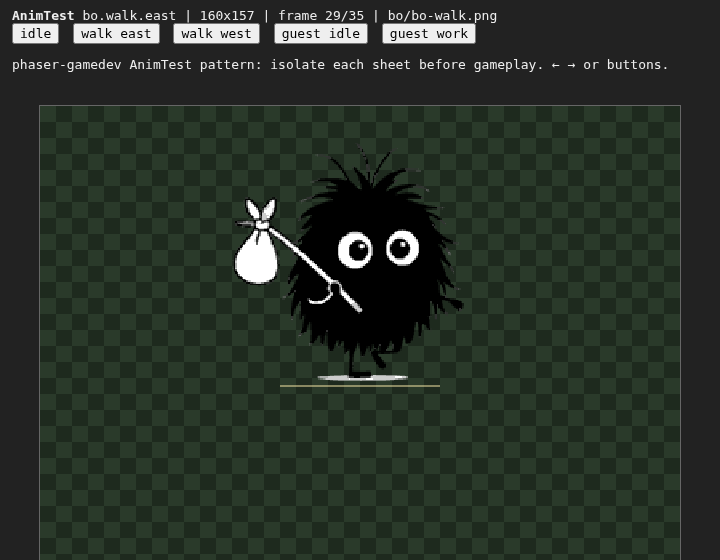 AnimTest bo.walk.east | 160x157 | frame 29/35 | bo/bo-walk.png
idle walk east walk west guest idle guest work
phaser-gamedev AnimTest pattern: isolate each sheet before gameplay. ← → or buttons.